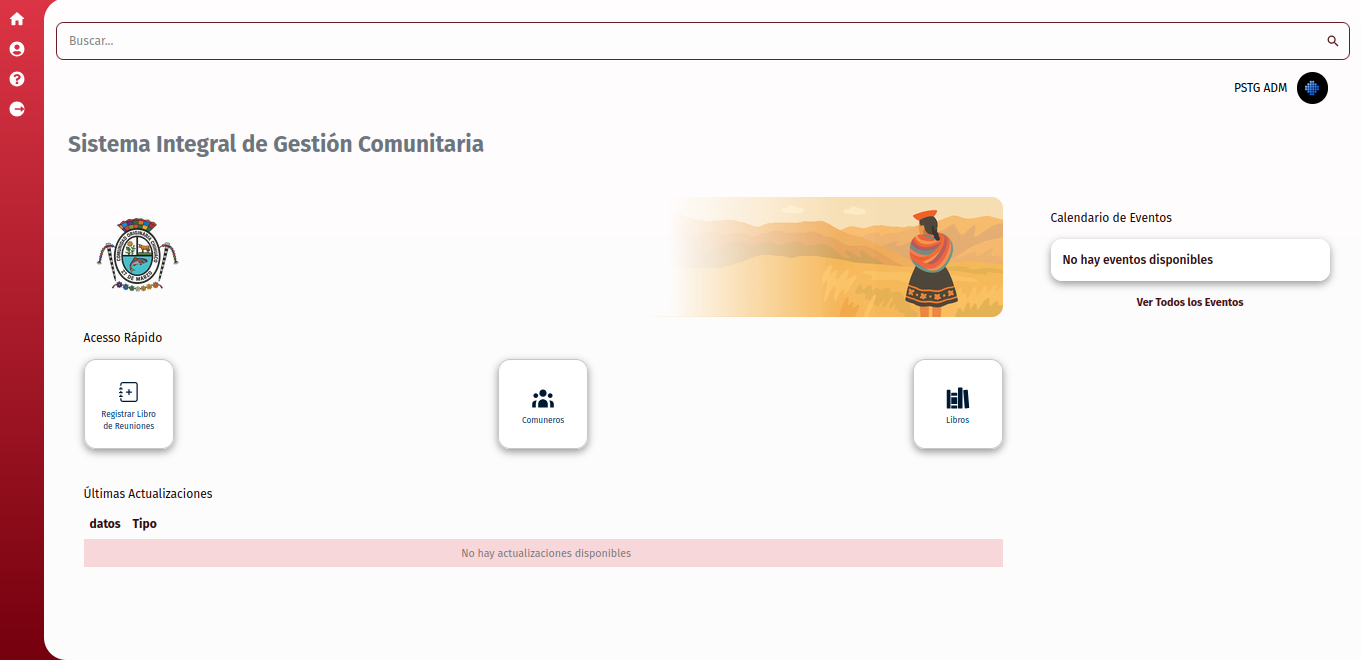 Buscar...
PSTG ADM
Sistema Integral de Gestión Comunitaria
Calendario de Eventos
No hay eventos disponibles
Ver Todos los Eventos
Acesso Rápido
Registrar Libro
de Reuniones
Comuneros
Libros
Últimas Actualizaciones
datos Tipo
No hay actualizaciones disponibles